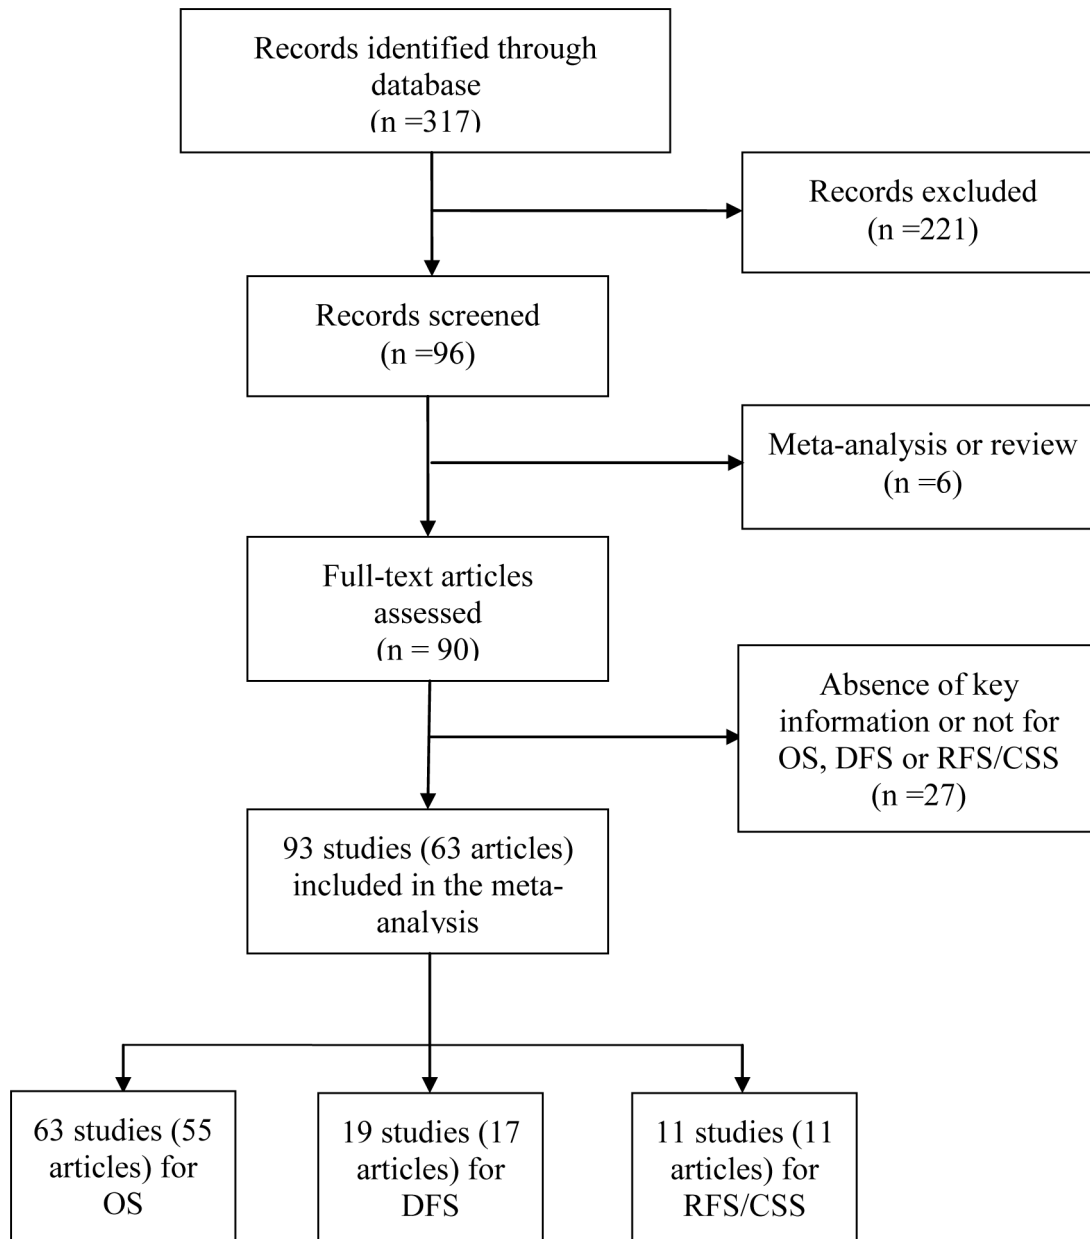 Records identified through
database
(n =317)
Records excluded
(n =221)
Records screened
(n =96)
Meta-analysis or review
(n =6)
Full-text articles
assessed
(n = 90)
Absence of key
information or not for
OS, DFS or RFS/CSS
(n =27)
93 studies (63 articles)
included in the meta-
analysis
63 studies (55
articles) for
OS
19 studies (17
articles) for
DFS
11 studies (11
articles) for
RFS/CSS